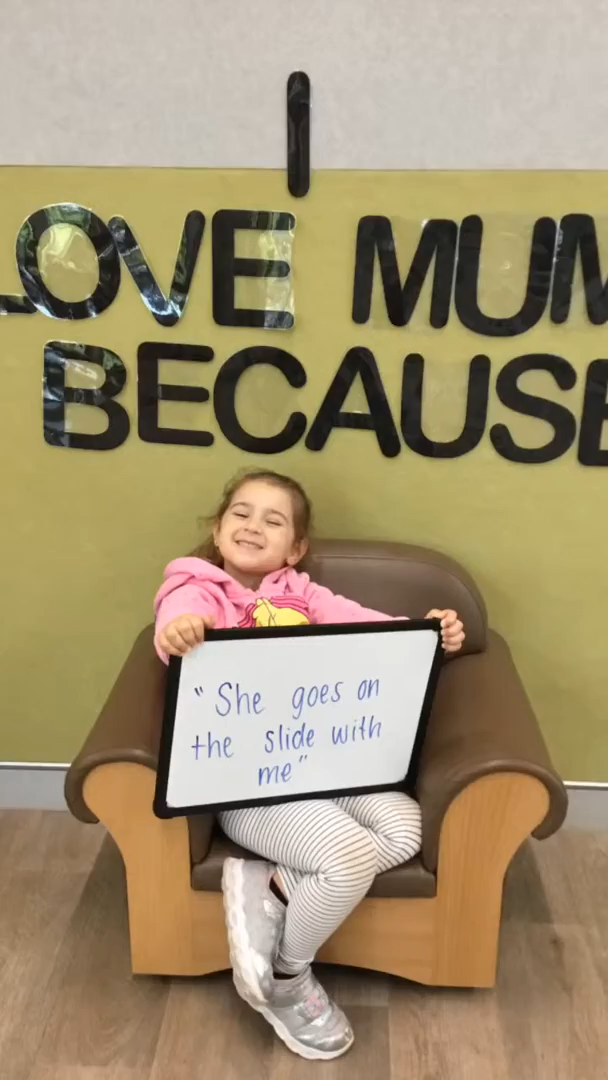 I
LOVE MUM
BECAUSE
"She goes on
the slide with
me"